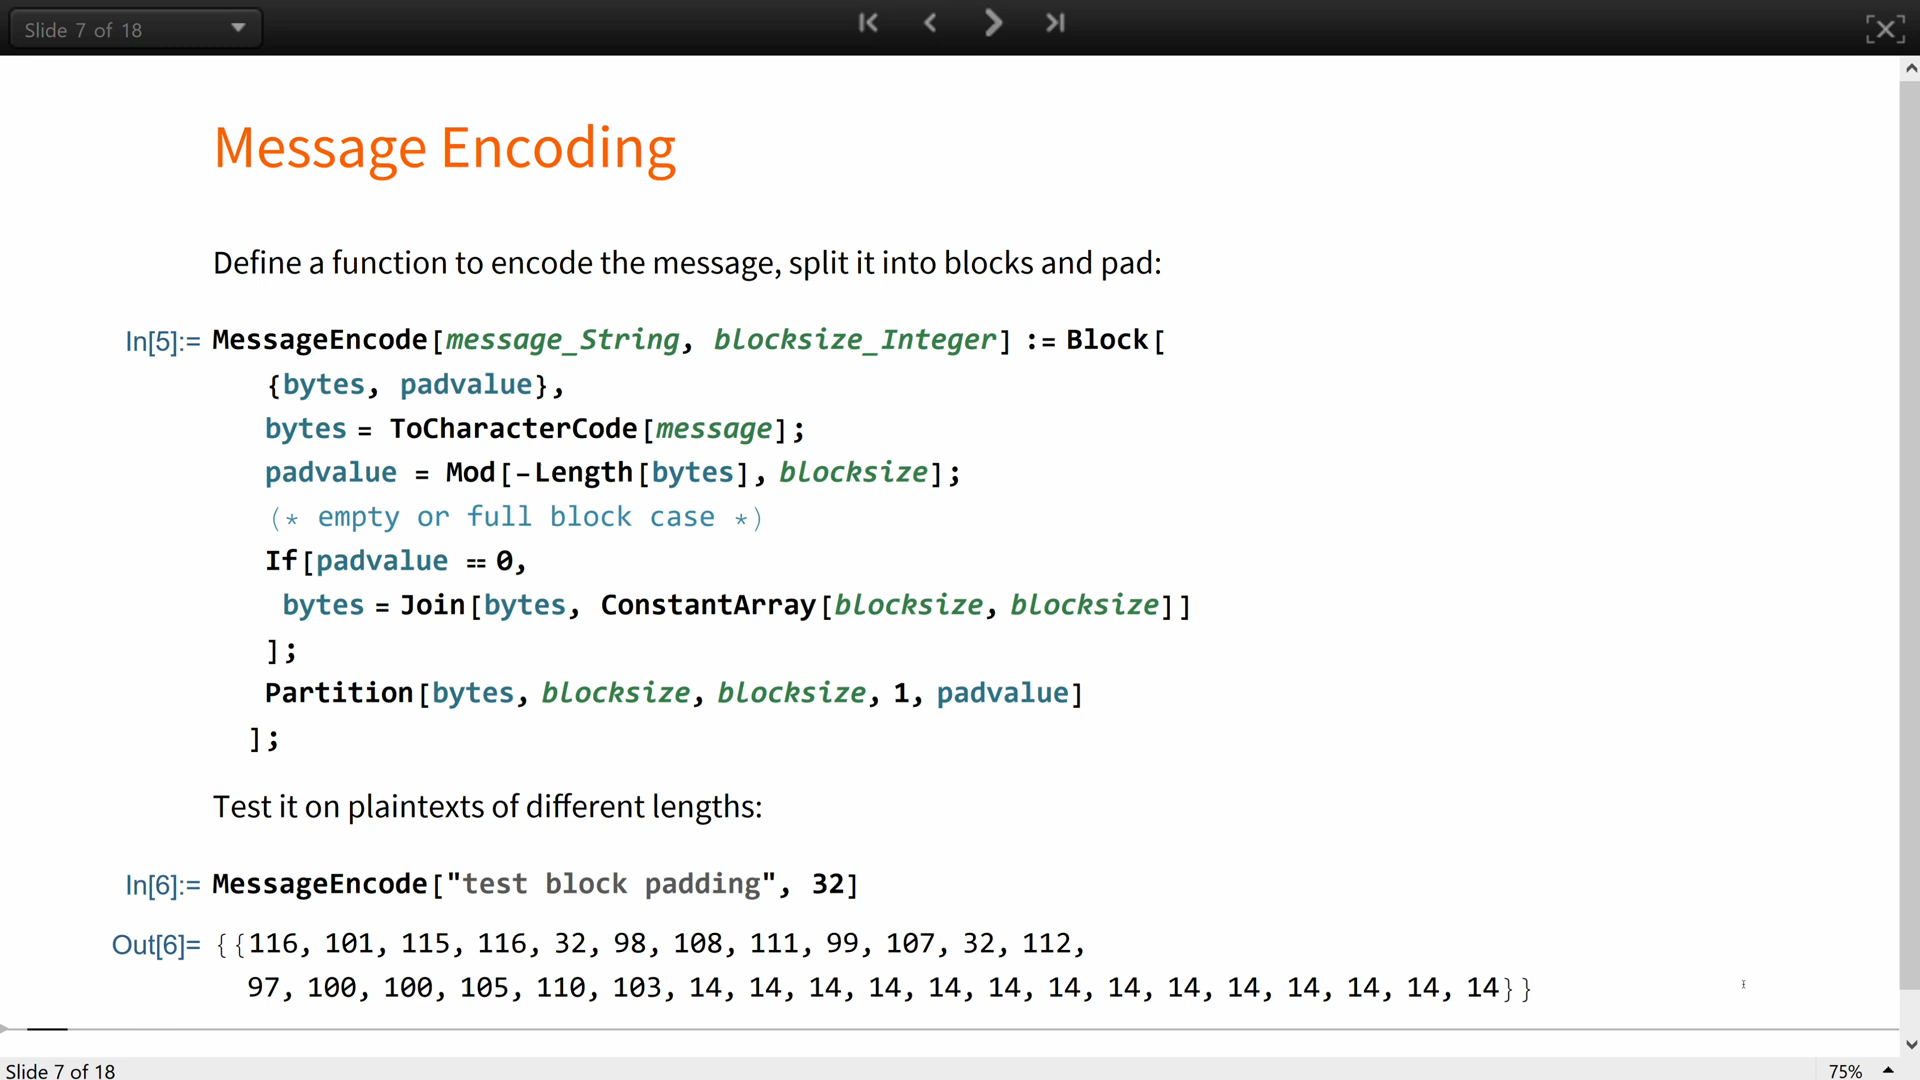 Slide 7 of 18
Message Encoding
Define a function to encode the message, split it into blocks and pad:
In[5]:= MessageEncode[message_String, blocksize_Integer] := Block[
{bytes, padvalue},
bytes = ToCharacterCode[message];
padvalue = Mod[-Length[bytes], blocksize];
(* empty or full block case *)
If[padvalue == 0,
bytes = Join[bytes, ConstantArray[blocksize, blocksize]]
];
Partition[bytes, blocksize, blocksize, 1, padvalue]
];
Test it on plaintexts of different lengths:
In[6]:= MessageEncode["test block padding", 32]
Out[6]= {{116, 101, 115, 116, 32, 98, 108, 111, 99, 107, 32, 112,
97, 100, 100, 105, 110, 103, 14, 14, 14, 14, 14, 14, 14, 14, 14, 14, 14, 14, 14, 14}}
Slide 7 of 18
75%